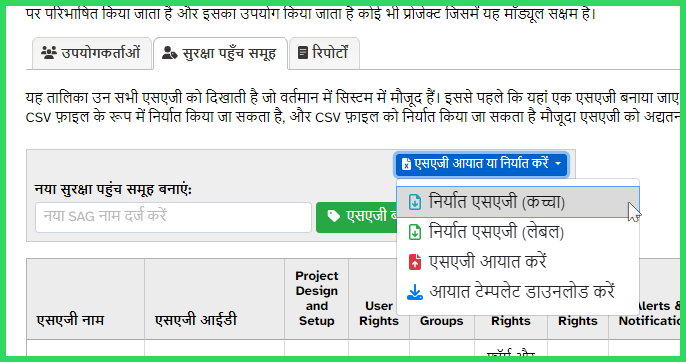 पर परिभाषित किया जाता है और इसका उपयोग किया जाता है कोई भी प्रोजेक्ट जिसमें यह मॉड्यूल सक्षम है।
उपयोगकर्ताओं सुरक्षा पहुँच समूह रिपोर्टों
यह तालिका उन सभी एसएजी को दिखाती है जो वर्तमान में सिस्टम में मौजूद हैं। इससे पहले कि यहां एक एसएजी बनाया जाए
CSV फ़ाइल के रूप में निर्यात किया जा सकता है, और CSV फ़ाइल को निर्यात किया जा सकता है मौजूदा एसएजी को अद्यतन
एसएजी आयात या निर्यात करें
नया सुरक्षा पहुंच समूह बनाएं:
नया SAG नाम दर्ज करें एसएजी
निर्यात एसएजी (कच्चा)
निर्यात एसएजी (लेबल)
एसएजी आयात करें
आयात टेम्पलेट डाउनलोड करें
एसएजी नाम
एसएजी आईडी
Project
Design
and
Setup
User
Rights
Groups
Rights
Rights
Alerts &
Notification